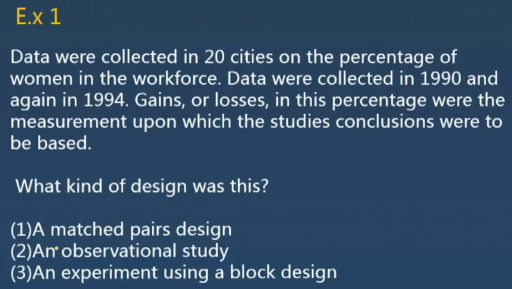 E.x 1
Data were collected in 20 cities on the percentage of
women in the workforce. Data were collected in 1990 and
again in 1994. Gains, or losses, in this percentage were the
measurement upon which the studies conclusions were to
be based.
What kind of design was this?
(1)A matched pairs design
(2)An observational study
(3)An experiment using a block design